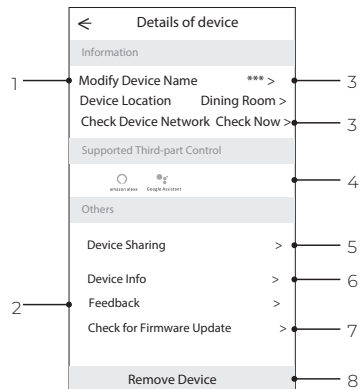 Details of device
Information
1 Modify Device Name *** > 3
Device Location Dining Room >
Check Device Network Check Now > 3
Supported Third-part Control
amazon alexa Google Assistant 4
Others
Device Sharing > 5
Device Info > 6
2 Feedback >
Check for Firmware Update > 7
Remove Device 8